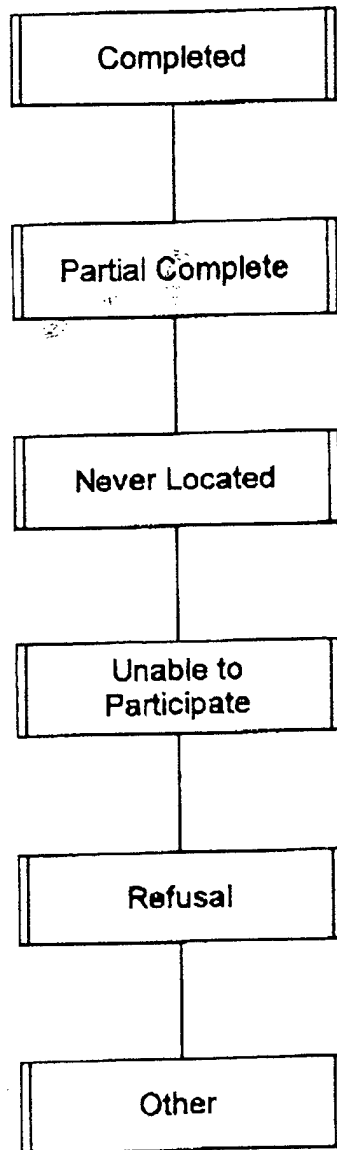 Completed
Partial Complete
Never Located
Unable to
Participate
Refusal
Other